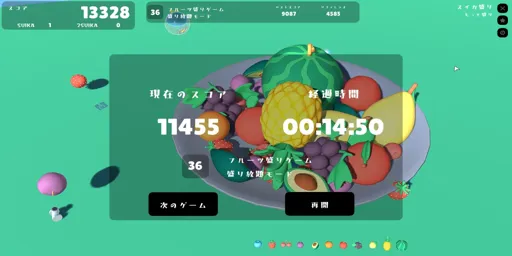 スコア 13328
SUIKA 1
36 フルーツ盛りゲーム
盛り放題モード
9087 4585
スイカ盛り
現在のスコア 経過時間
11455 00:14:50
36 フルーツ盛りゲーム
盛り放題モード
次のゲーム 再開